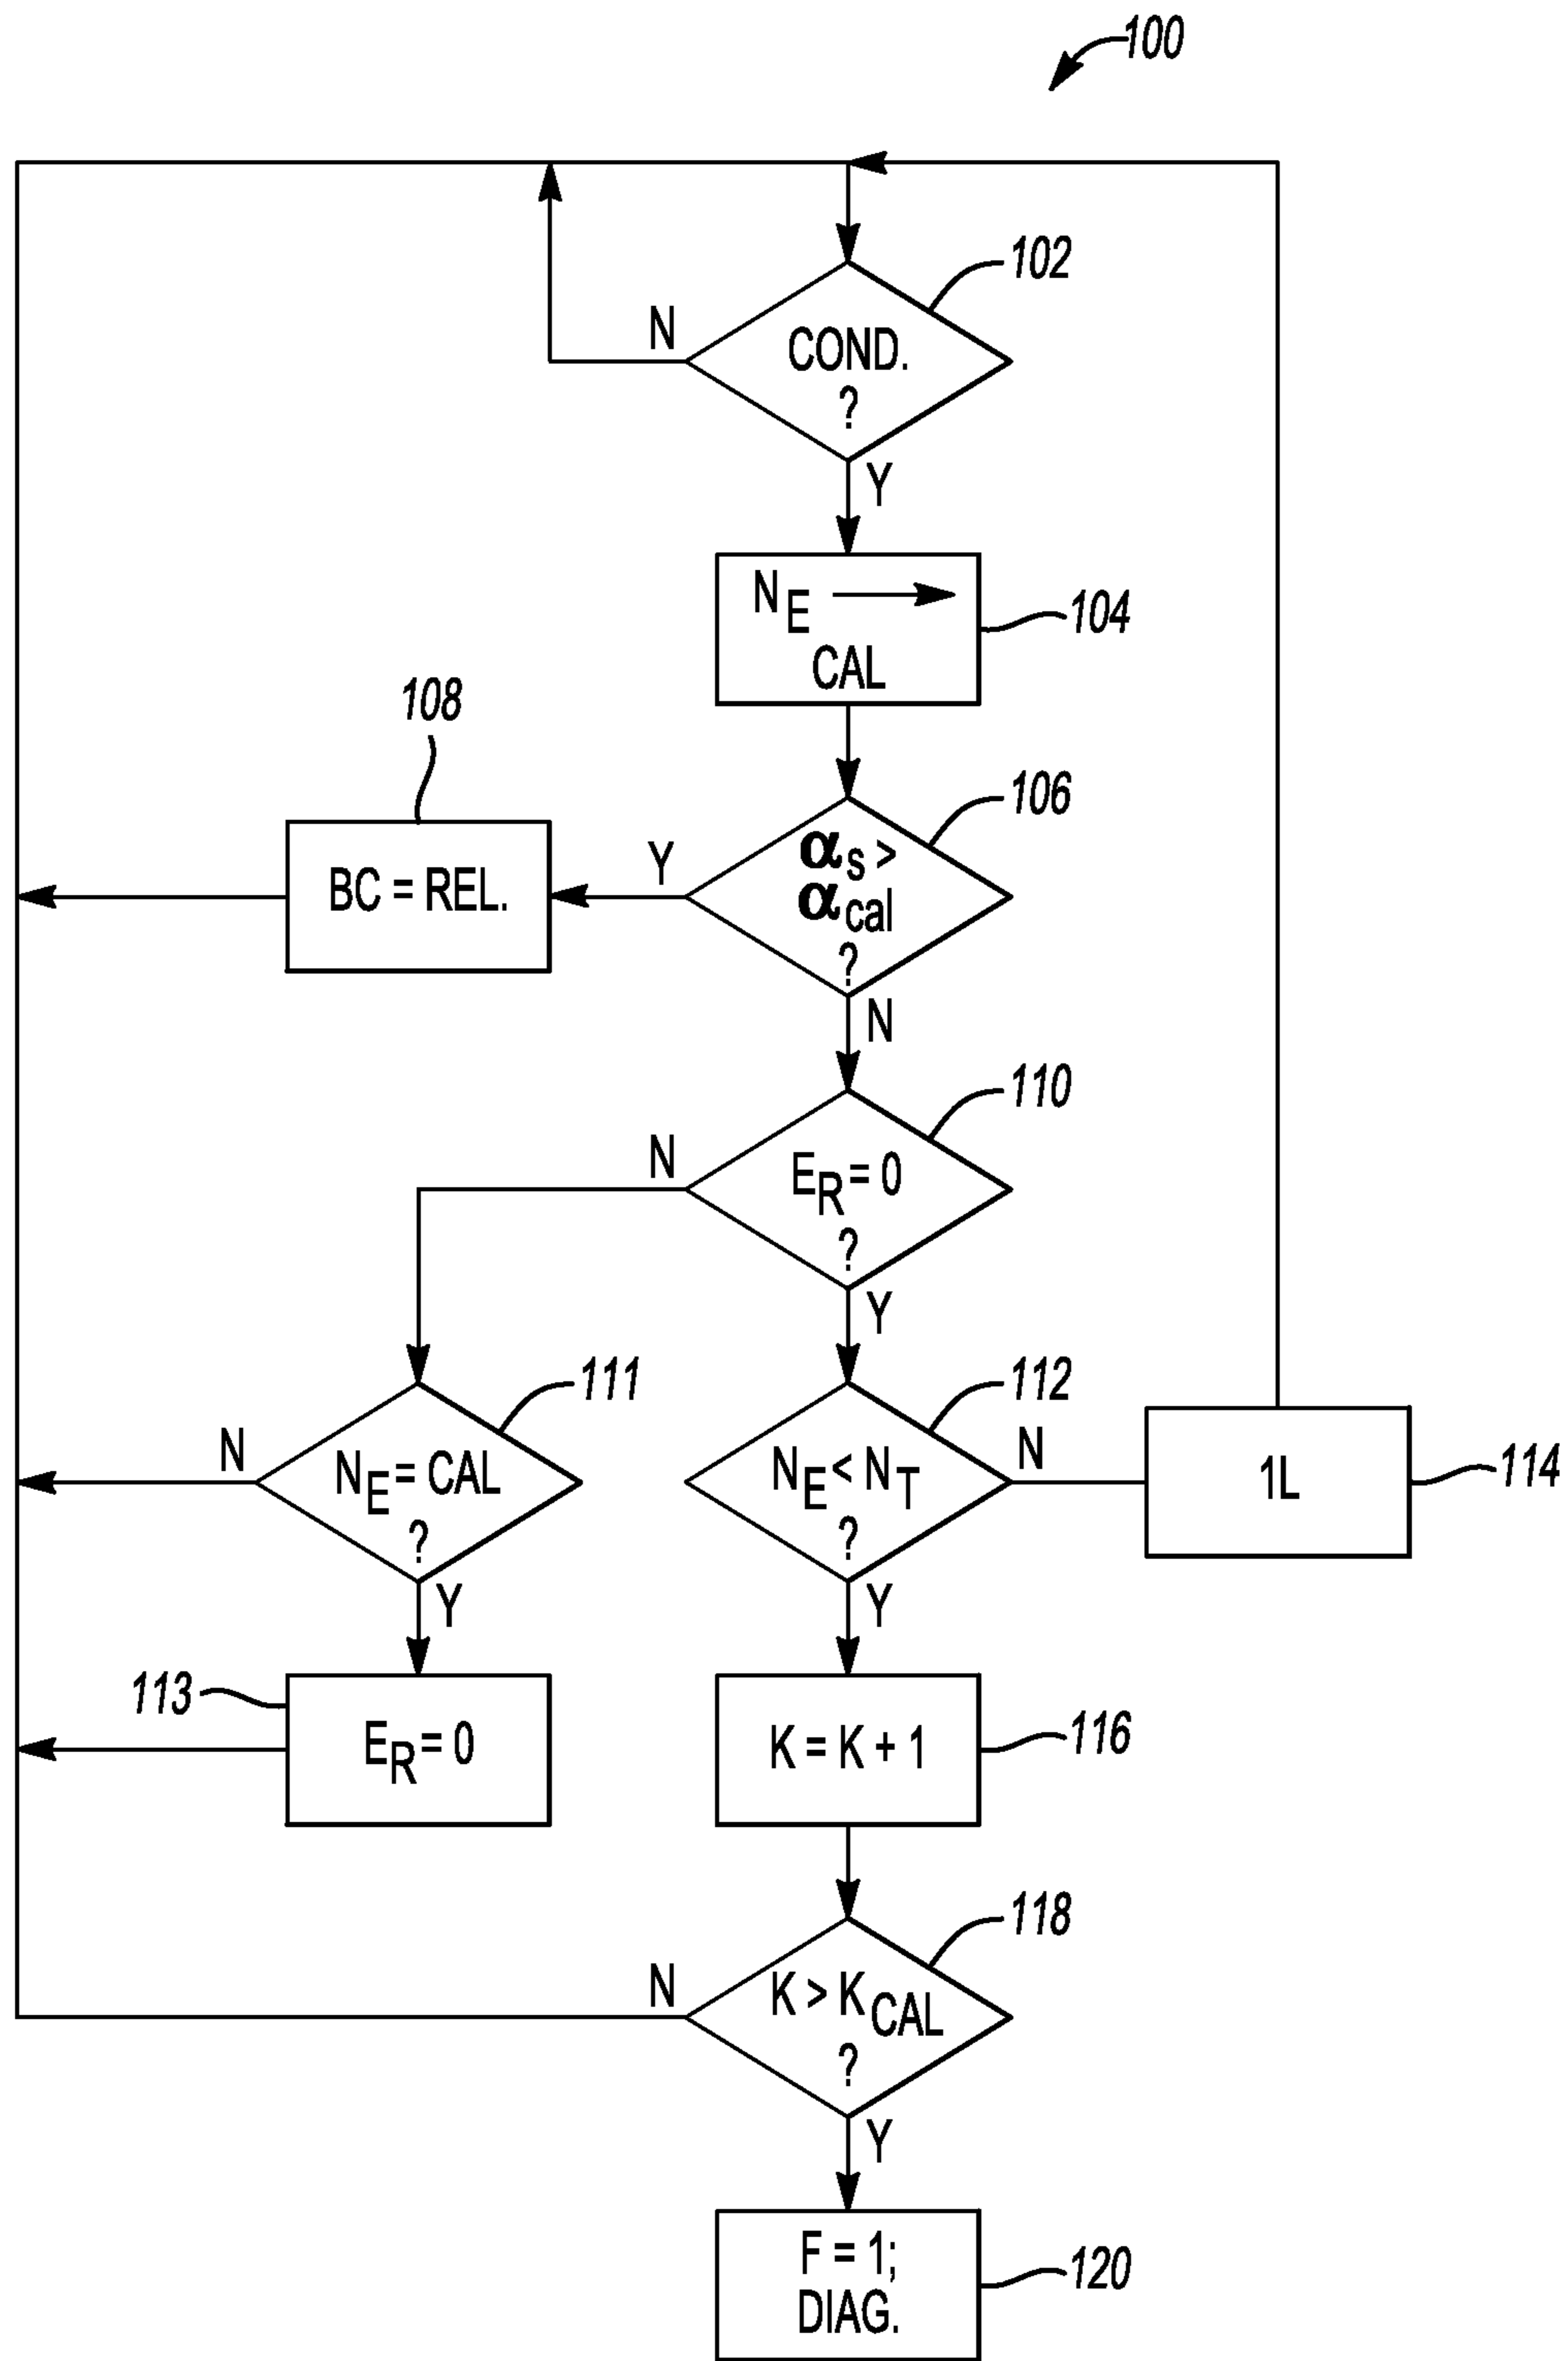 100
102
N
COND.
?
Y
N_E
CAL
104
108
106
BC = REL.
Y
α_s >
α_cal
?
N
110
N
E_R = 0
?
Y
111
112
N
N_E = CAL
?
Y
N_E < N_T
?
N
Y
1L
114
113
E_R = 0
K = K + 1
116
118
N
K > K_CAL
?
Y
F = 1;
DIAG.
120